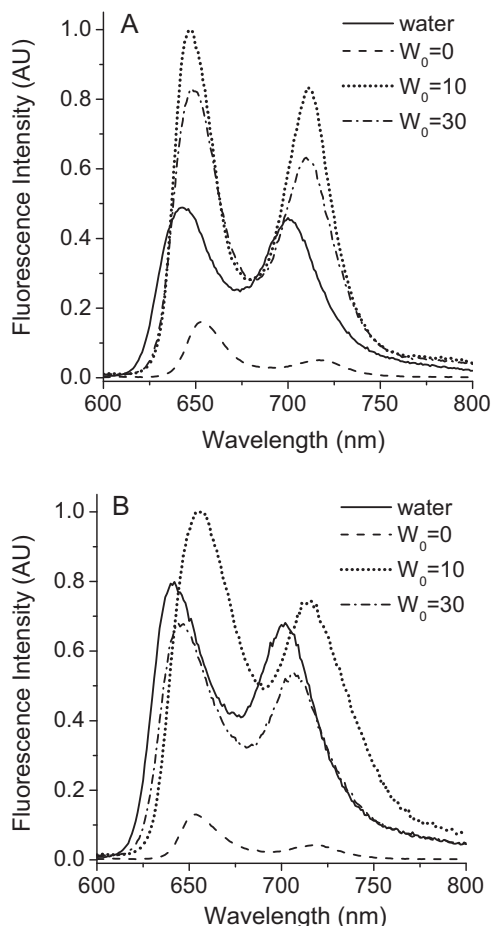 A
water
W₀=0
W₀=10
W₀=30
Fluorescence Intensity (AU)
1.0
0.8
0.6
0.4
0.2
0.0
600 650 700 750 800
Wavelength (nm)
B
water
W₀=0
W₀=10
W₀=30
Fluorescence Intensity (AU)
1.0
0.8
0.6
0.4
0.2
0.0
600 650 700 750 800
Wavelength (nm)